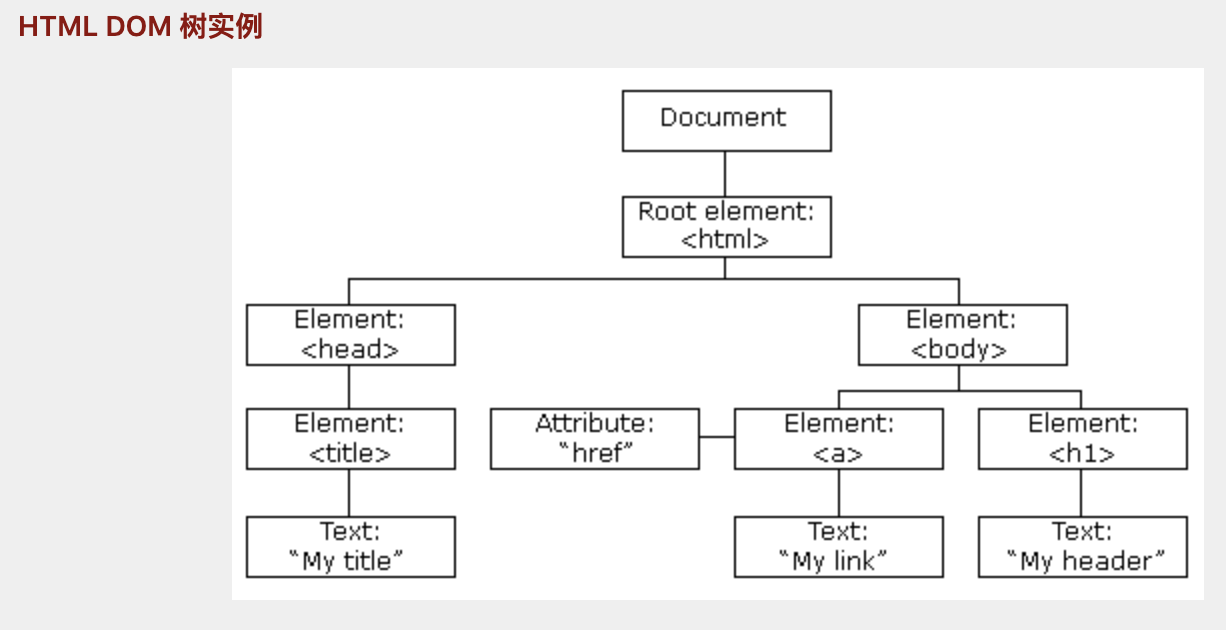 HTML DOM 树实例
Document
Root element:
<html>
Element:
<head>
Element:
<body>
Element:
<title>
Attribute:
“href”
Element:
<a>
Element:
<h1>
Text:
“My title”
Text:
“My link”
Text:
“My header”